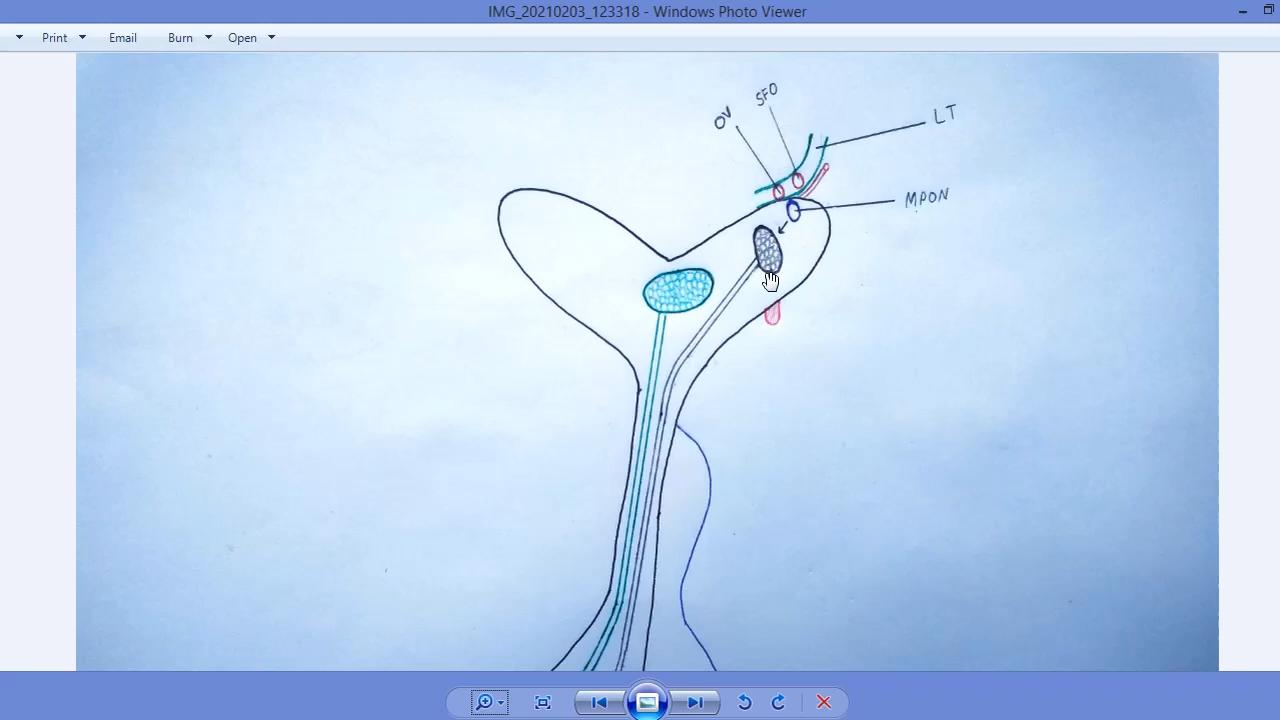 IMG_20210203_123318 - Windows Photo Viewer
Print Email Burn Open
OV
SFO
LT
MPON